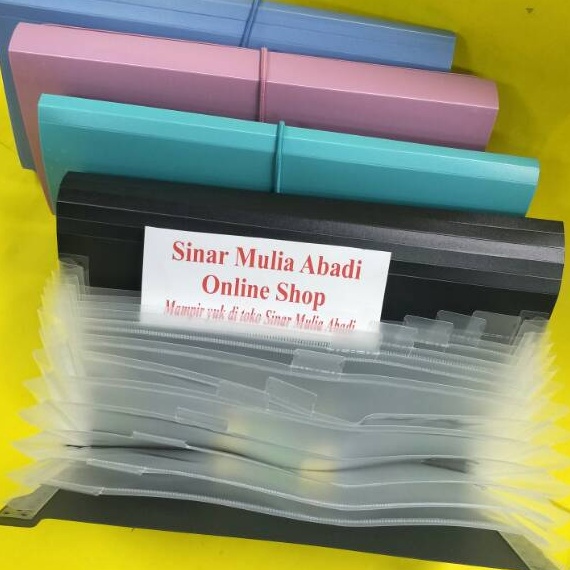 Sinar Mulia Abadi
Online Shop
Mampir yuk di toko Sinar Mulia Abadi